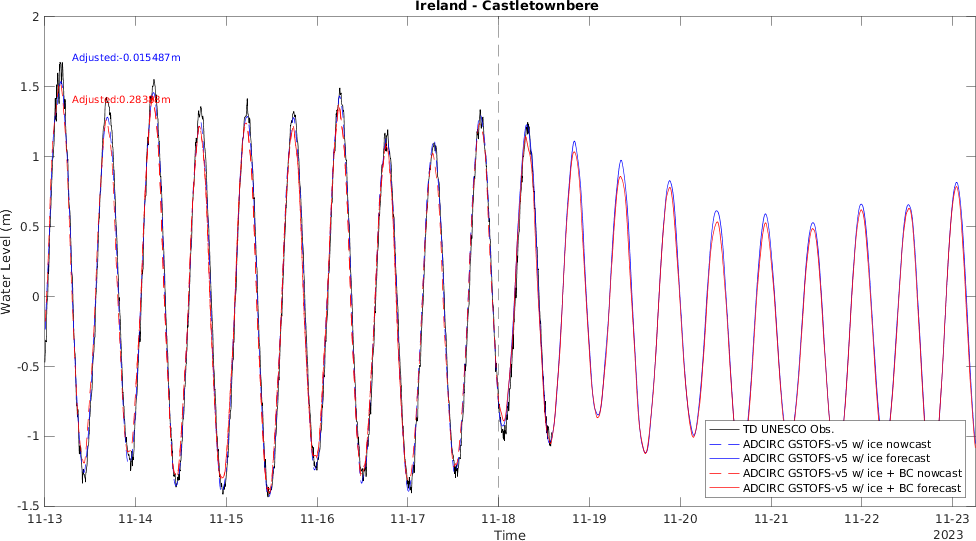 Ireland - Castletownbere
2
1.5
1
0.5
0
-0.5
-1
-1.5
Water Level (m)
Adjusted:-0.015487m
TD UNESCO Obs.
ADCIRC GSTOFS-v5 w/ ice nowcast
ADCIRC GSTOFS-v5 w/ ice forecast
ADCIRC GSTOFS-v5 w/ ice + BC nowcast
ADCIRC GSTOFS-v5 w/ ice + BC forecast
11-13 11-14 11-15 11-16 11-17 11-18 11-19 11-20 11-21 11-22 11-23
Time
2023